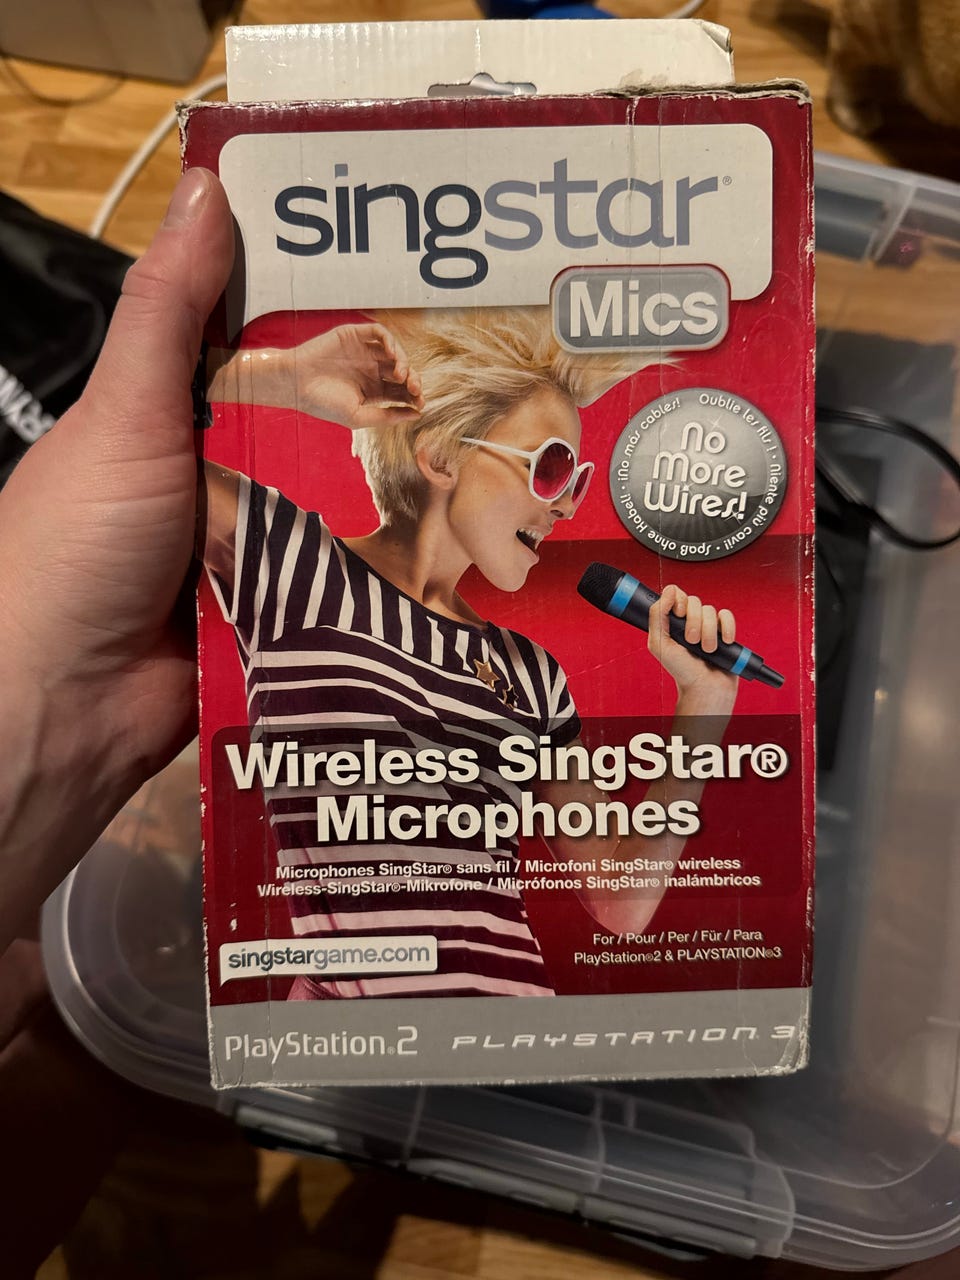 singstar®
Mics
No
More
Wires!
¡no más cables! · Oublie les fils! · Niente più cavi! · Spaß ohne Kabel! ·
Wireless SingStar®
Microphones
Microphones SingStar® sans fil / Microfoni SingStar® wireless
Wireless-SingStar®-Mikrofone / Micrófonos SingStar® inalámbricos
For / Pour / Per / Für / Para
PlayStation®2 & PLAYSTATION®3
singstargame.com
PlayStation®2
PLAYSTATION®3